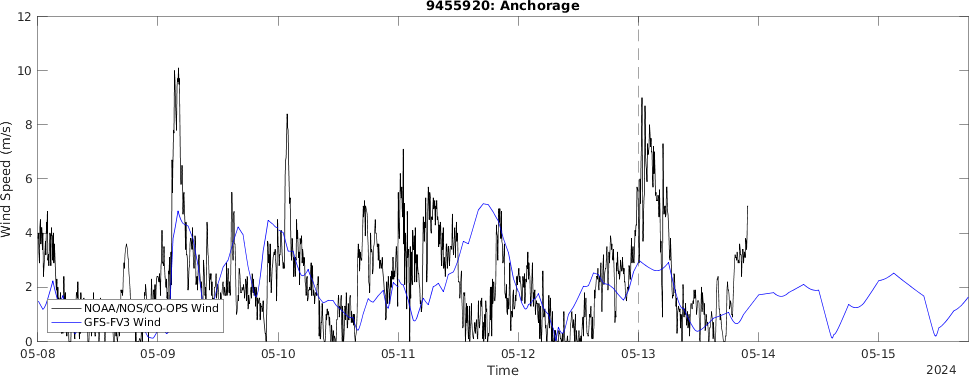 9455920: Anchorage
12
10
8
6
4
2
0
Wind Speed (m/s)
NOAA/NOS/CO-OPS Wind
GFS-FV3 Wind
05-08 05-09 05-10 05-11 05-12 05-13 05-14 05-15
Time
2024